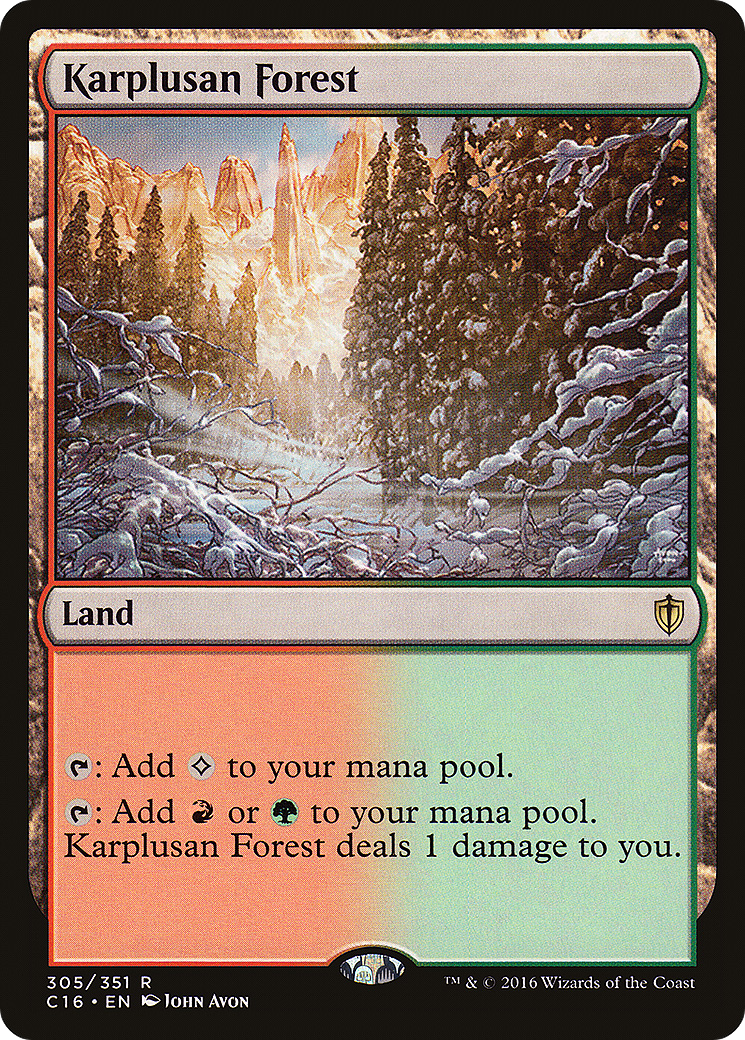 Karplusan Forest
Land
: Add to your mana pool.
: Add or to your mana pool.
Karplusan Forest deals 1 damage to you.
305/351 R
C16 • EN John Avon
™ & © 2016 Wizards of the Coast